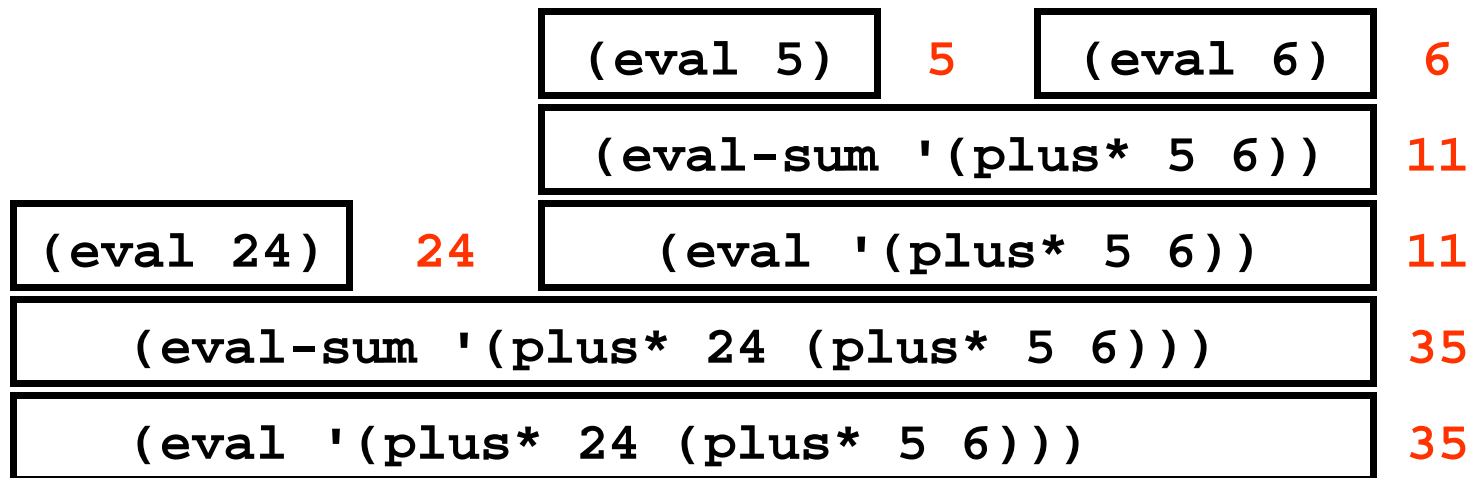 (eval 5) 5 (eval 6) 6
(eval-sum '(plus* 5 6)) 11
(eval 24) 24 (eval '(plus* 5 6)) 11
(eval-sum '(plus* 24 (plus* 5 6))) 35
(eval '(plus* 24 (plus* 5 6))) 35